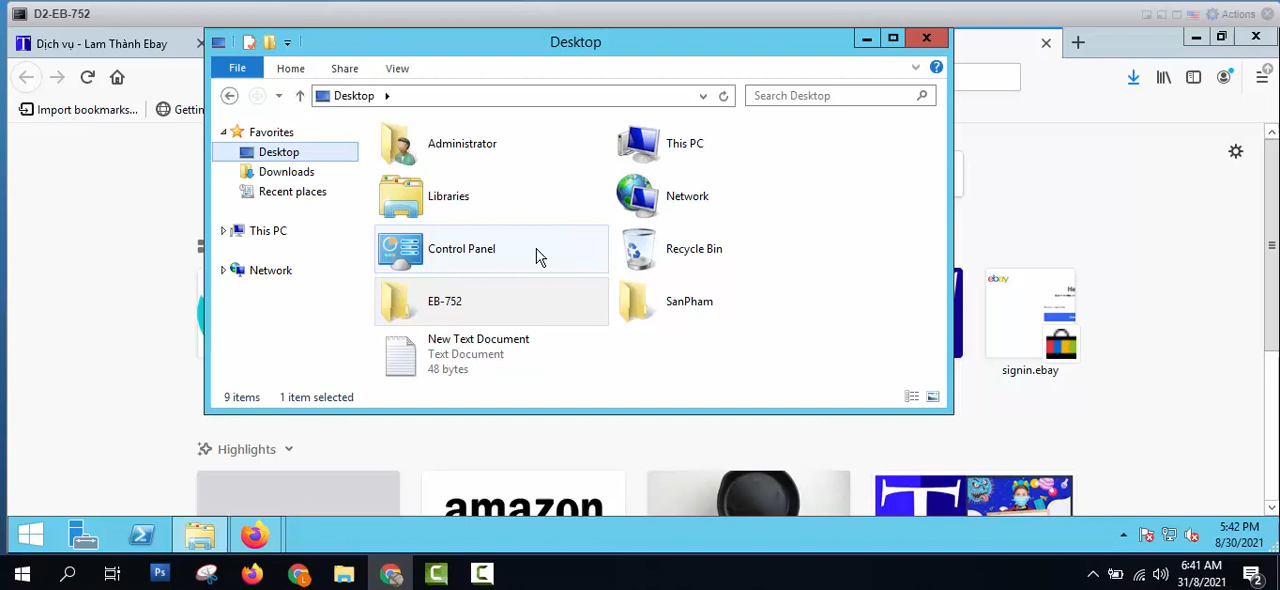 D2-EB-752
Actions
Dịch vụ - Lam Thành Ebay
Desktop
File
Home
Share
View
Desktop
Search Desktop
Import bookmarks...
Gettin
Favorites
Desktop
Downloads
Recent places
This PC
Network
Administrator
This PC
Libraries
Network
Control Panel
Recycle Bin
EB-752
SanPham
New Text Document
Text Document
48 bytes
9 items
1 item selected
ebay
He
signin.ebay
Highlights
amazon
5:42 PM
8/30/2021
6:41 AM
31/8/2021
2